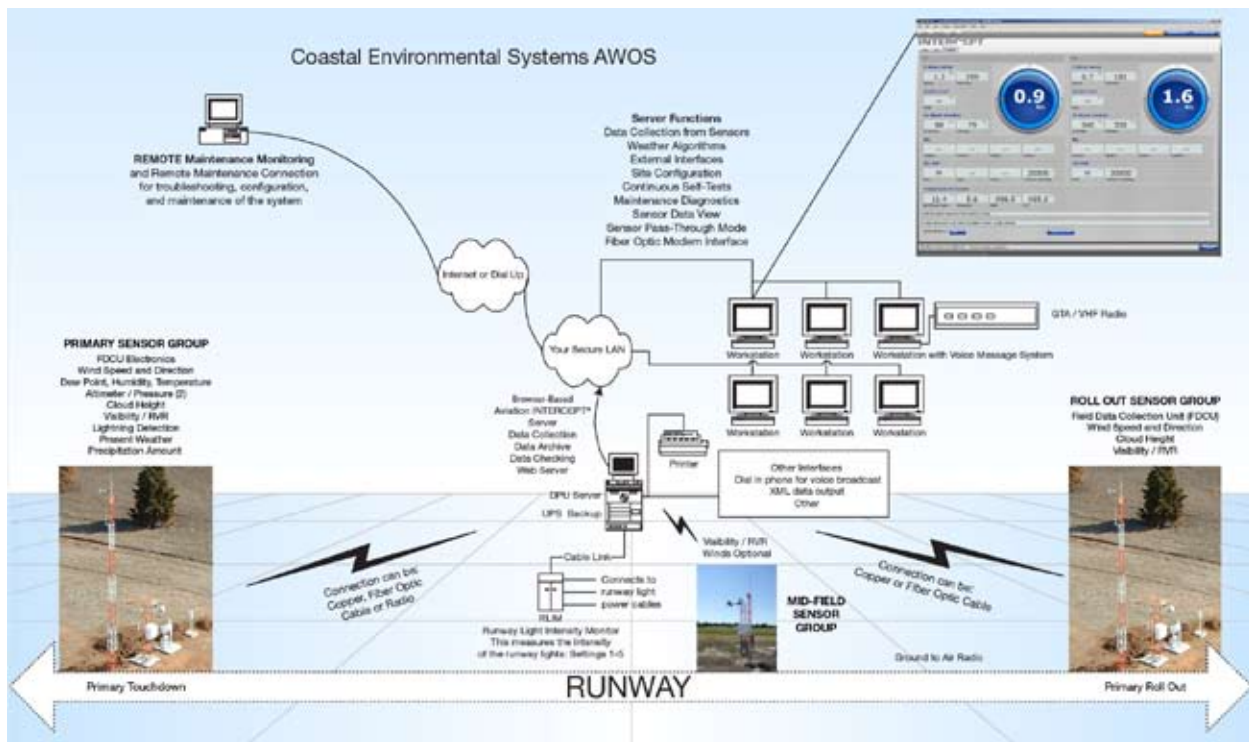 Coastal Environmental Systems AWOS
REMOTE Maintenance Monitoring
and Remote Maintenance Connection
for troubleshooting, configuration,
and maintenance of the system
Server Functions
Data Collection from Sensors
Weather Algorithms
External Interfaces
Site Configuration
Continuous Self-Tests
Maintenance Diagnostics
Sensor Data View
Sensor Pass-Through Mode
Fiber Optic Modem Interface
0.9
1.6
Internet or Dial Up
Your Secure LAN
Workstation
Workstation
Workstation with Voice Message System
GTA / VHF Radio
Workstation
Workstation
Workstation
PRIMARY SENSOR GROUP
FDCU Electronics
Wind Speed and Direction
Dew Point, Humidity, Temperature
Altimeter / Pressure (2)
Cloud Height
Visibility / RVR
Lightning Detection
Present Weather
Precipitation Amount
Browser-Based
Aviation INTERCEPT*
Server
Data Collection
Data Archive
Data Checking
Web Server
Printer
DPU Server
UPS Backup
Other Interfaces
Dial in phone for voice broadcast
XML data output
Other
ROLL OUT SENSOR GROUP
Field Data Collection Unit (FDCU)
Wind Speed and Direction
Cloud Height
Visibility / RVR
Connection can be:
Copper, Fiber Optic
Cable or Radio
Cable Link
Connects to
runway light
power cables
RLIM
Runway Light Intensity Monitor
This measures the intensity
of the runway lights: Settings 1-5
Visibility / RVR
Winds Optional
MID-FIELD
SENSOR
GROUP
Connection can be:
Copper or Fiber Optic Cable
Ground to Air Radio
Primary Touchdown
RUNWAY
Primary Roll Out